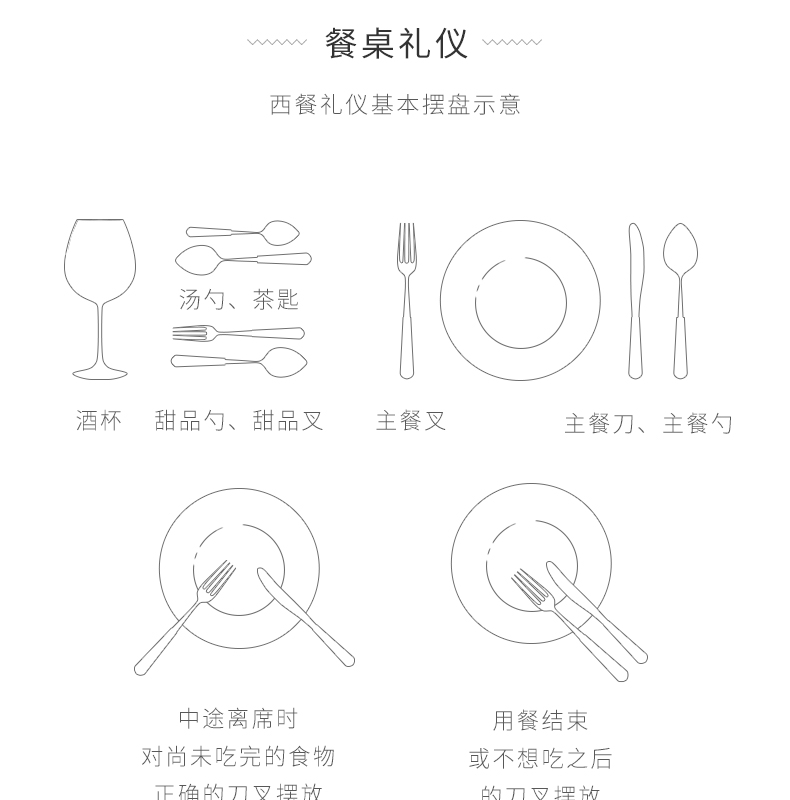 餐桌礼仪
西餐礼仪基本摆盘示意
汤勺、茶匙
酒杯
甜品勺、甜品叉
主餐叉
主餐刀、主餐勺
中途离席时
对尚未吃完的食物
正确的刀叉摆放
用餐结束
或不想吃之后
的刀叉摆放